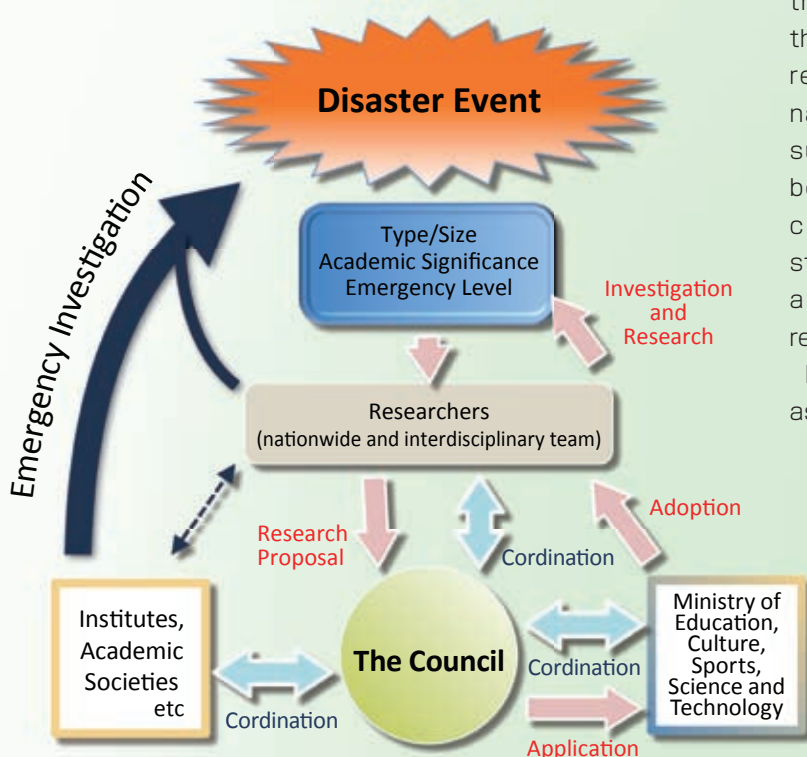 Disaster Event
Emergency Investigation
Type/Size
Academic Significance
Emergency Level
Investigation
and
Research
Researchers
(nationwide and interdisciplinary team)
Research
Proposal
Cordination
Adoption
Institutes,
Academic
Societies
etc
Cordination
The Council
Cordination
Application
Ministry of
Education,
Culture,
Sports,
Science and
Technology